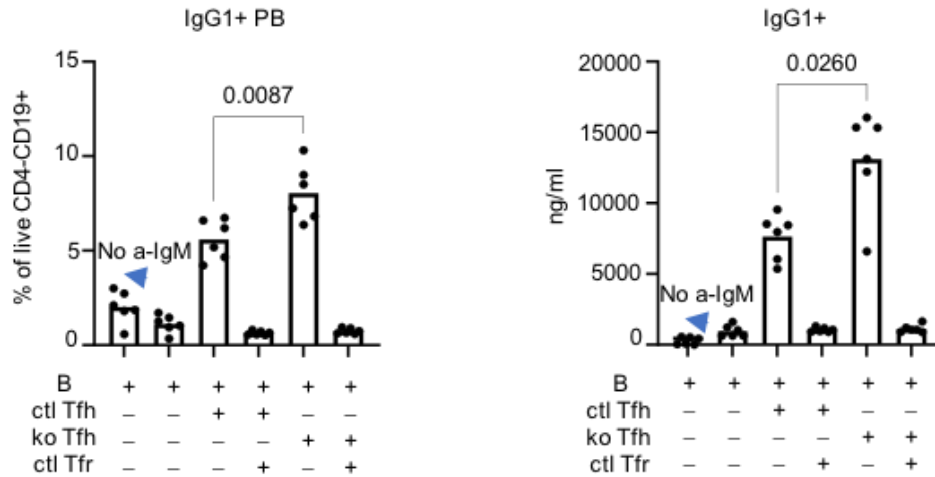 IgG1+ PB
15
0.0087
10
% of live CD4-CD19+
5
No a-IgM
0
B + + + + + +
ctl Tfh – – + + – –
ko Tfh – – – – + +
ctl Tfr – – – + – +
IgG1+
20000
0.0260
15000
ng/ml
10000
5000
No a-IgM
0
B + + + + + +
ctl Tfh – – + + – –
ko Tfh – – – – + +
ctl Tfr – – – + – +